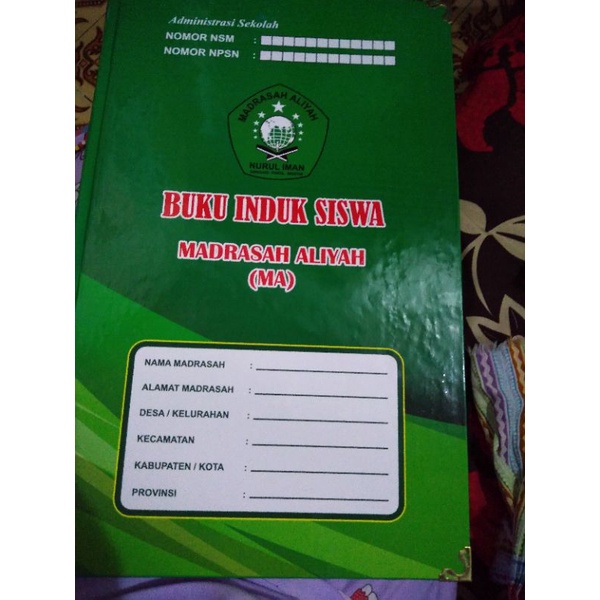 Administrasi Sekolah
NOMOR NSM :
NOMOR NPSN :
MADRASAH ALIYAH
NURUL IMAN
BUKU INDUK SISWA
MADRASAH ALIYAH
(MA)
NAMA MADRASAH :
ALAMAT MADRASAH :
DESA / KELURAHAN :
KECAMATAN :
KABUPATEN / KOTA :
PROVINSI :